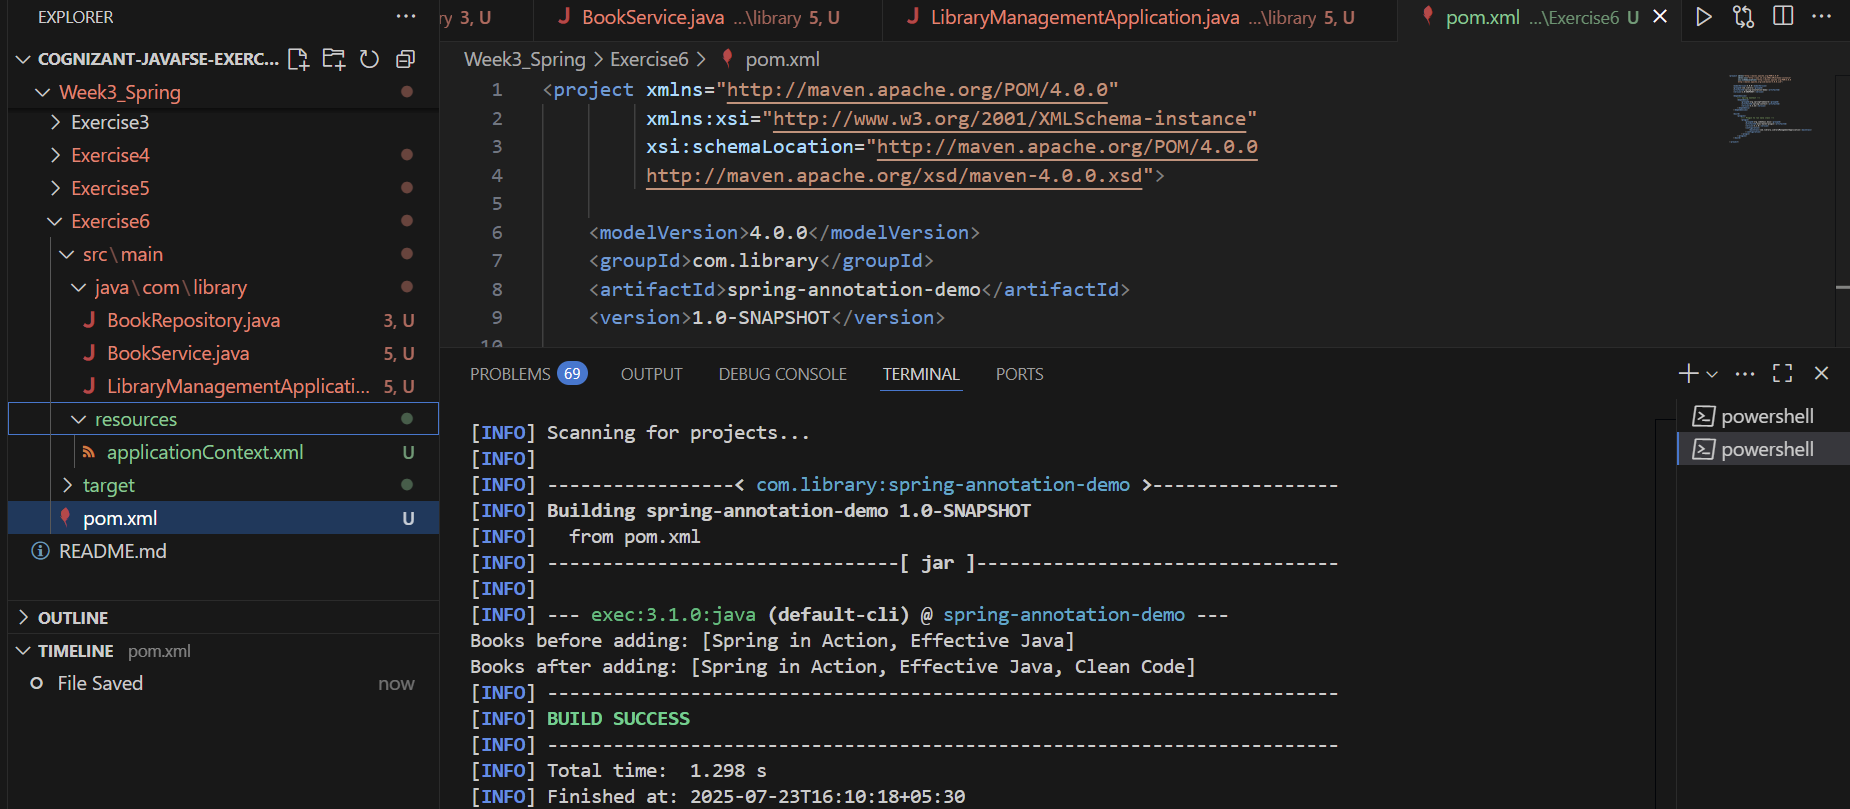 EXPLORER
COGNIZANT-JAVAFSE-EXERC...
Week3_Spring
Exercise3
Exercise4
Exercise5
Exercise6
src\main
java\com\library
BookRepository.java 3, U
BookService.java 5, U
LibraryManagementApplicati... 5, U
resources
applicationContext.xml U
target
pom.xml U
README.md
OUTLINE
TIMELINE pom.xml
File Saved now
ry 3, U
BookService.java ...\library 5, U
LibraryManagementApplication.java ...\library 5, U
pom.xml ...\Exercise6 U
Week3_Spring > Exercise6 > pom.xml
1 <project xmlns="http://maven.apache.org/POM/4.0.0"
2 xmlns:xsi="http://www.w3.org/2001/XMLSchema-instance"
3 xsi:schemaLocation="http://maven.apache.org/POM/4.0.0
4 http://maven.apache.org/xsd/maven-4.0.0.xsd">
5
6 <modelVersion>4.0.0</modelVersion>
7 <groupId>com.library</groupId>
8 <artifactId>spring-annotation-demo</artifactId>
9 <version>1.0-SNAPSHOT</version>
10
PROBLEMS 69 OUTPUT DEBUG CONSOLE TERMINAL PORTS
[INFO] Scanning for projects...
[INFO]
[INFO] -----------------< com.library:spring-annotation-demo >-----------------
[INFO] Building spring-annotation-demo 1.0-SNAPSHOT
[INFO]   from pom.xml
[INFO] --------------------------------[ jar ]---------------------------------
[INFO]
[INFO] --- exec:3.1.0:java (default-cli) @ spring-annotation-demo ---
Books before adding: [Spring in Action, Effective Java]
Books after adding: [Spring in Action, Effective Java, Clean Code]
[INFO] ------------------------------------------------------------------------
[INFO] BUILD SUCCESS
[INFO] ------------------------------------------------------------------------
[INFO] Total time:  1.298 s
[INFO] Finished at: 2025-07-23T16:10:18+05:30
powershell
powershell